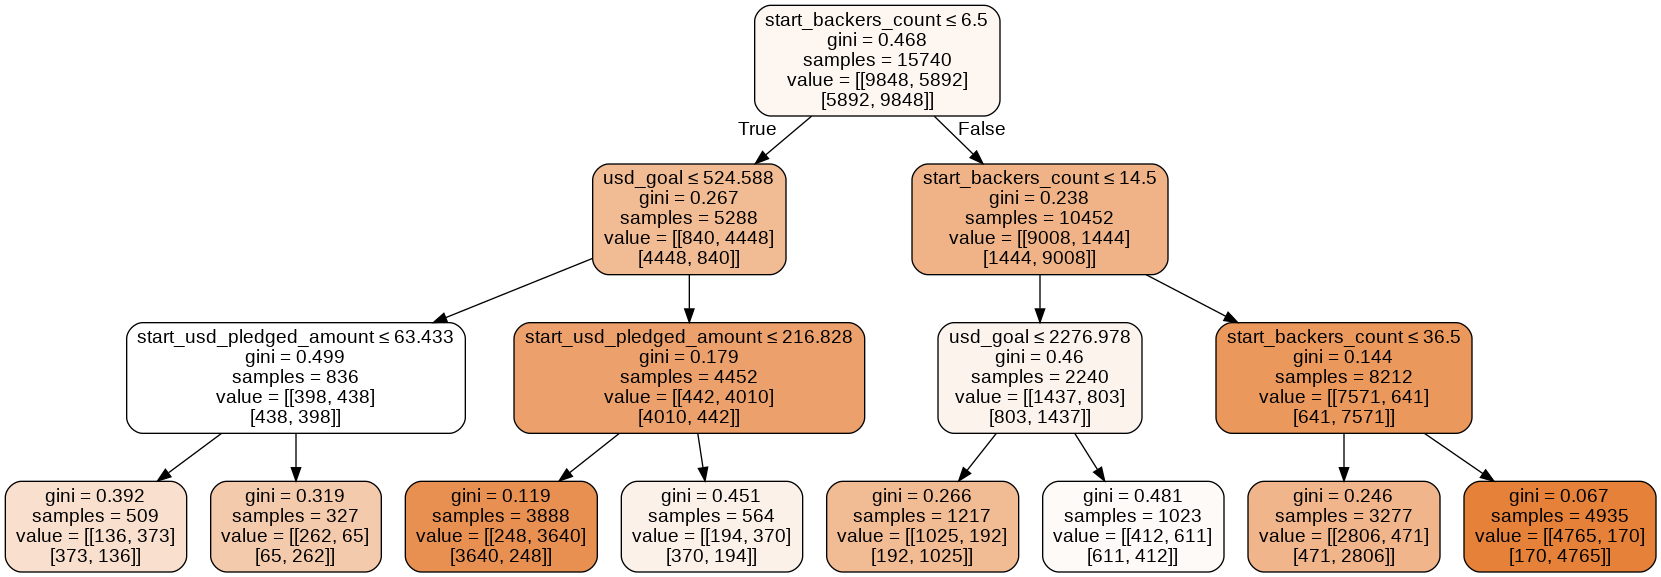 start_backers_count ≤ 6.5
gini = 0.468
samples = 15740
value = [[9848, 5892]
[5892, 9848]]
True
False
usd_goal ≤ 524.588
gini = 0.267
samples = 5288
value = [[840, 4448]
[4448, 840]]
start_backers_count ≤ 14.5
gini = 0.238
samples = 10452
value = [[9008, 1444]
[1444, 9008]]
start_usd_pledged_amount ≤ 63.433
gini = 0.499
samples = 836
value = [[398, 438]
[438, 398]]
start_usd_pledged_amount ≤ 216.828
gini = 0.179
samples = 4452
value = [[442, 4010]
[4010, 442]]
usd_goal ≤ 2276.978
gini = 0.46
samples = 2240
value = [[1437, 803]
[803, 1437]]
start_backers_count ≤ 36.5
gini = 0.144
samples = 8212
value = [[7571, 641]
[641, 7571]]
gini = 0.392
samples = 509
value = [[136, 373]
[373, 136]]
gini = 0.319
samples = 327
value = [[262, 65]
[65, 262]]
gini = 0.119
samples = 3888
value = [[248, 3640]
[3640, 248]]
gini = 0.451
samples = 564
value = [[194, 370]
[370, 194]]
gini = 0.266
samples = 1217
value = [[1025, 192]
[192, 1025]]
gini = 0.481
samples = 1023
value = [[412, 611]
[611, 412]]
gini = 0.246
samples = 3277
value = [[2806, 471]
[471, 2806]]
gini = 0.067
samples = 4935
value = [[4765, 170]
[170, 4765]]